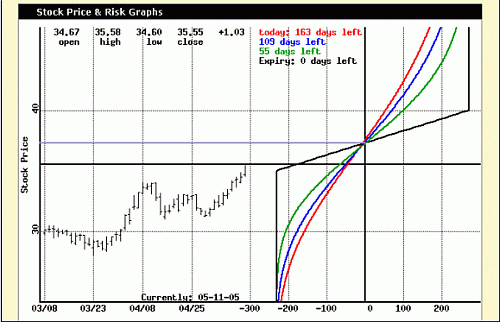 Stock Price & Risk Graphs
34,67 35,58 34,60 35,55 +1.03
open high low close
today: 163 days left
109 days left
55 days left
Expiry: 0 days left
40
Stock Price
30
Currently: 05-11-05
03/08 03/23 04/08 04/25 -300 -200 -100 0 100 200